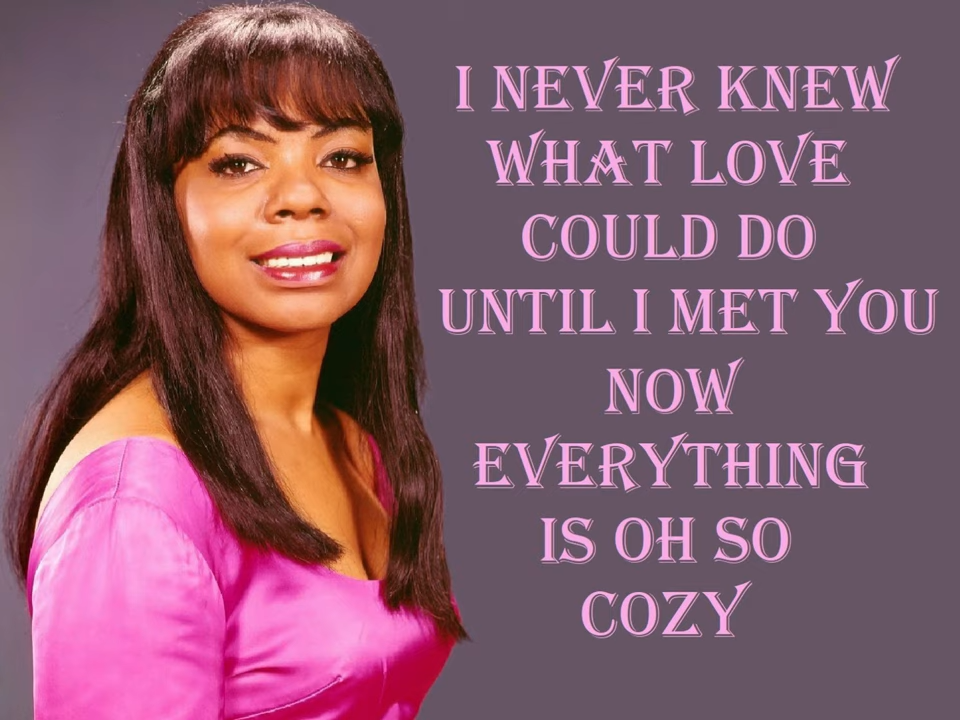 I NEVER KNEW
WHAT LOVE
COULD DO
UNTIL I MET YOU
NOW
EVERYTHING
IS OH SO
COZY